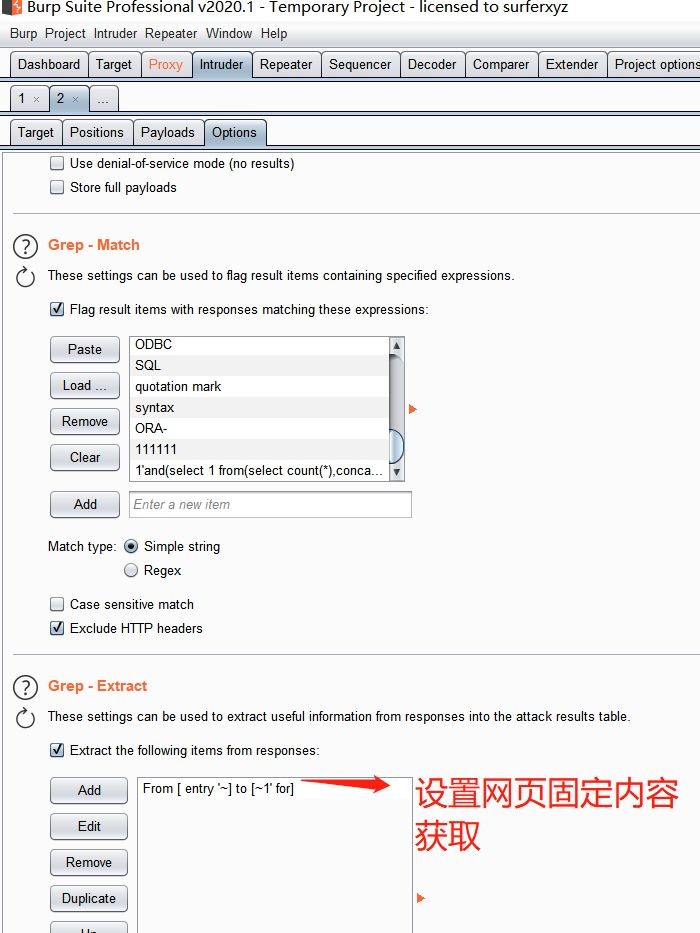 Burp Suite Professional v2020.1 - Temporary Project - licensed to surferxyz
Burp Project Intruder Repeater Window Help
Dashboard Target Proxy Intruder Repeater Sequencer Decoder Comparer Extender Project options
1 × 2 × ...
Target Positions Payloads Options
Use denial-of-service mode (no results)
Store full payloads
? Grep - Match
These settings can be used to flag result items containing specified expressions.
Flag result items with responses matching these expressions:
Paste
Load ...
Remove
Clear
ODBC
SQL
quotation mark
syntax
ORA-
111111
1'and(select 1 from(select count(*),conca...
Add Enter a new item
Match type: Simple string
Regex
Case sensitive match
Exclude HTTP headers
? Grep - Extract
These settings can be used to extract useful information from responses into the attack results table.
Extract the following items from responses:
Add
Edit
Remove
Duplicate
Up
From [ entry '~] to [~1' for]
设置网页固定内容
获取